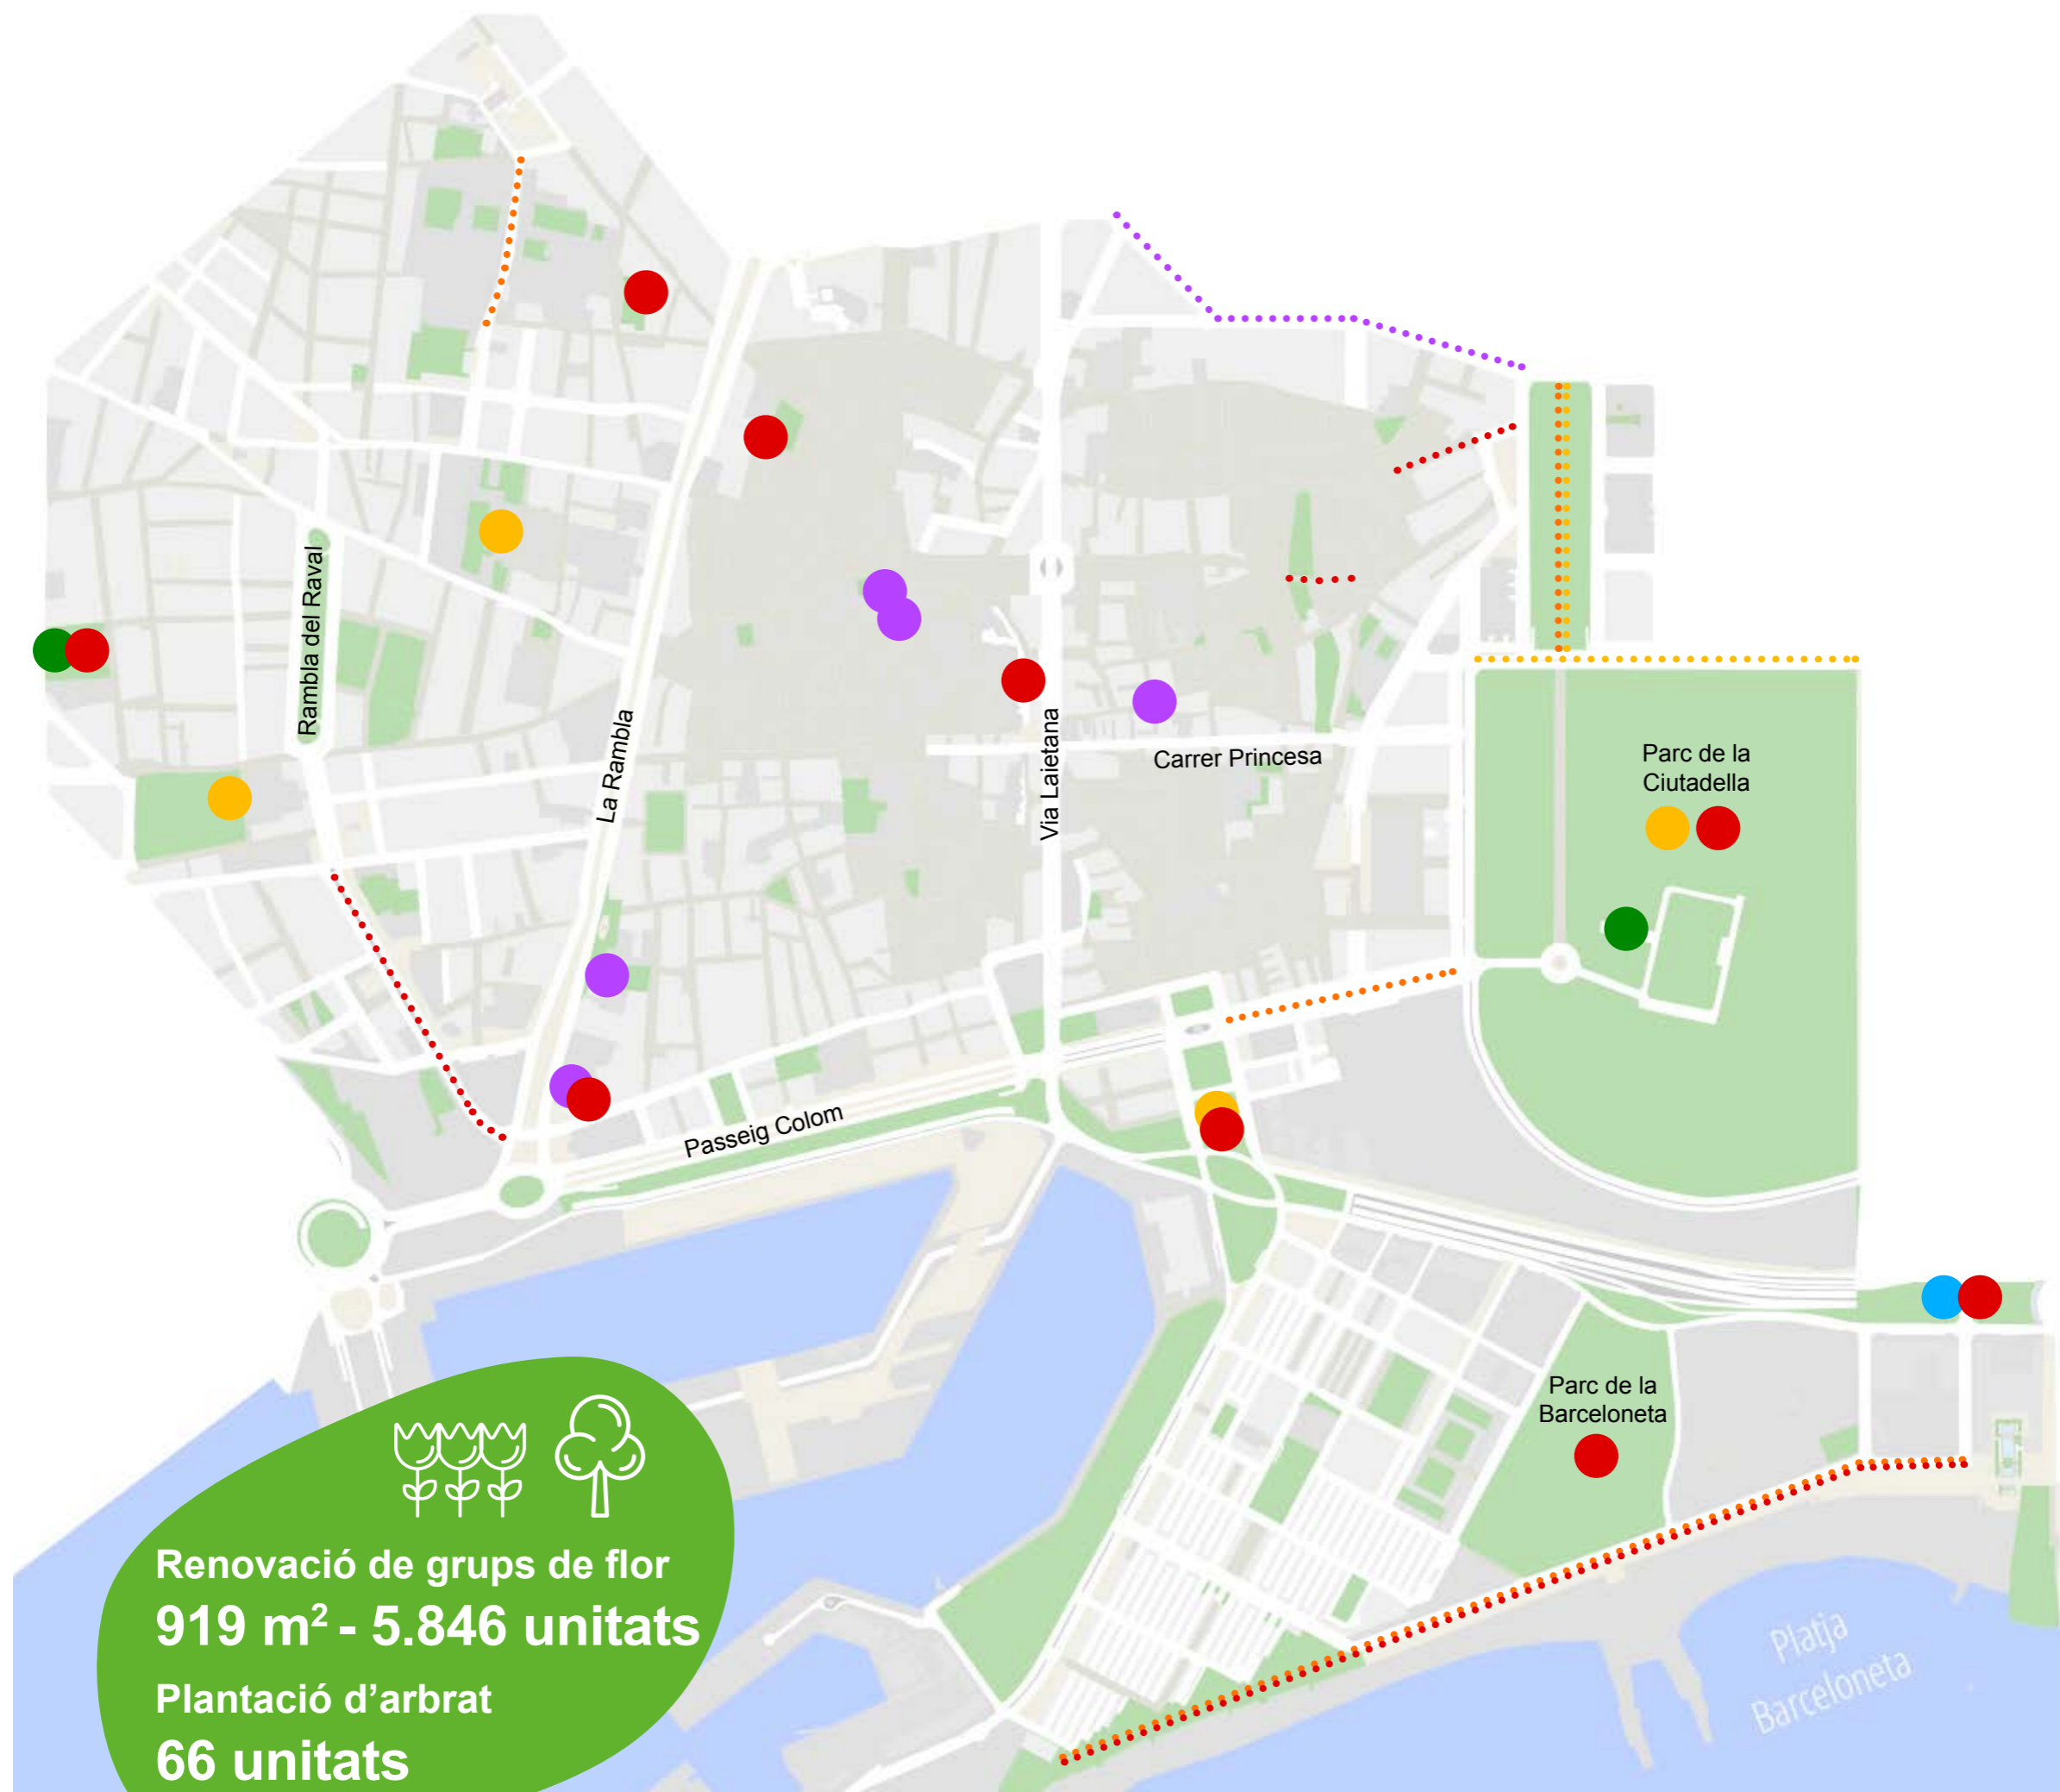 Rambla del Raval
La Rambla
Via Laietana
Carrer Princesa
Parc de la
Ciutadella
Passeig Colom
Parc de la
Barceloneta
Platja
Barceloneta
Renovació de grups de flor
919 m² - 5.846 unitats
Plantació d’arbrat
66 unitats